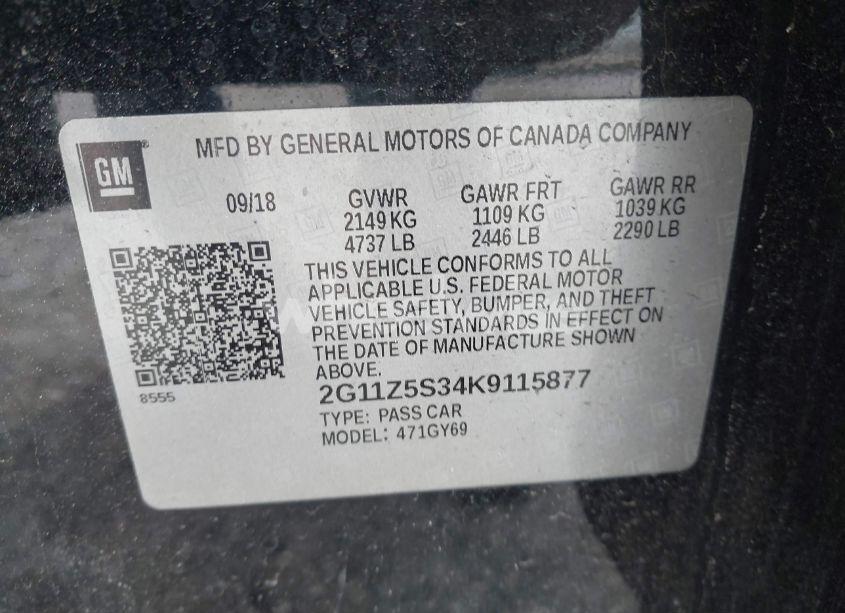 GM
MFD BY GENERAL MOTORS OF CANADA COMPANY
09/18 GVWR GAWR FRT GAWR RR
2149 KG 1109 KG 1039 KG
4737 LB 2446 LB 2290 LB
THIS VEHICLE CONFORMS TO ALL
APPLICABLE U.S. FEDERAL MOTOR
VEHICLE SAFETY, BUMPER, AND THEFT
PREVENTION STANDARDS IN EFFECT ON
THE DATE OF MANUFACTURE SHOWN
ABOVE.
8555
2G11Z5S34K9115877
TYPE: PASS CAR
MODEL: 471GY69